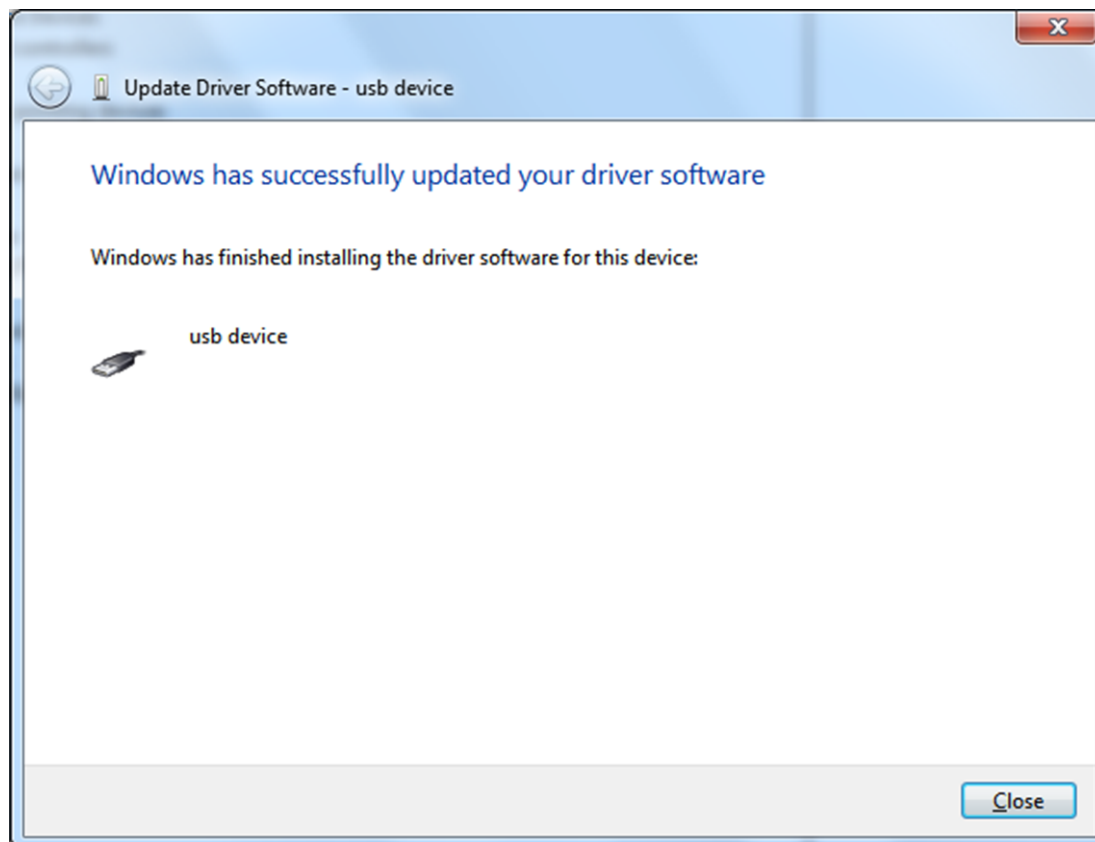 Update Driver Software - usb device
Windows has successfully updated your driver software
Windows has finished installing the driver software for this device:
usb device
Close